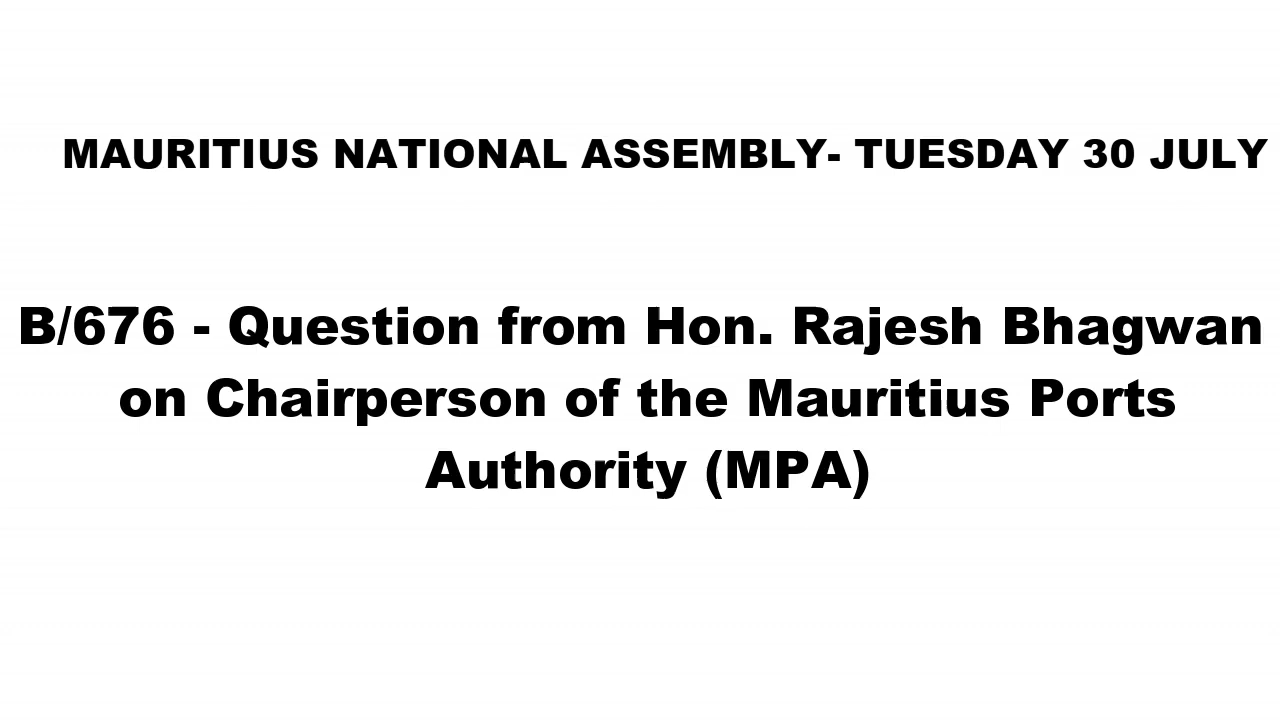 MAURITIUS NATIONAL ASSEMBLY- TUESDAY 30 JULY
B/676 - Question from Hon. Rajesh Bhagwan
on Chairperson of the Mauritius Ports
Authority (MPA)